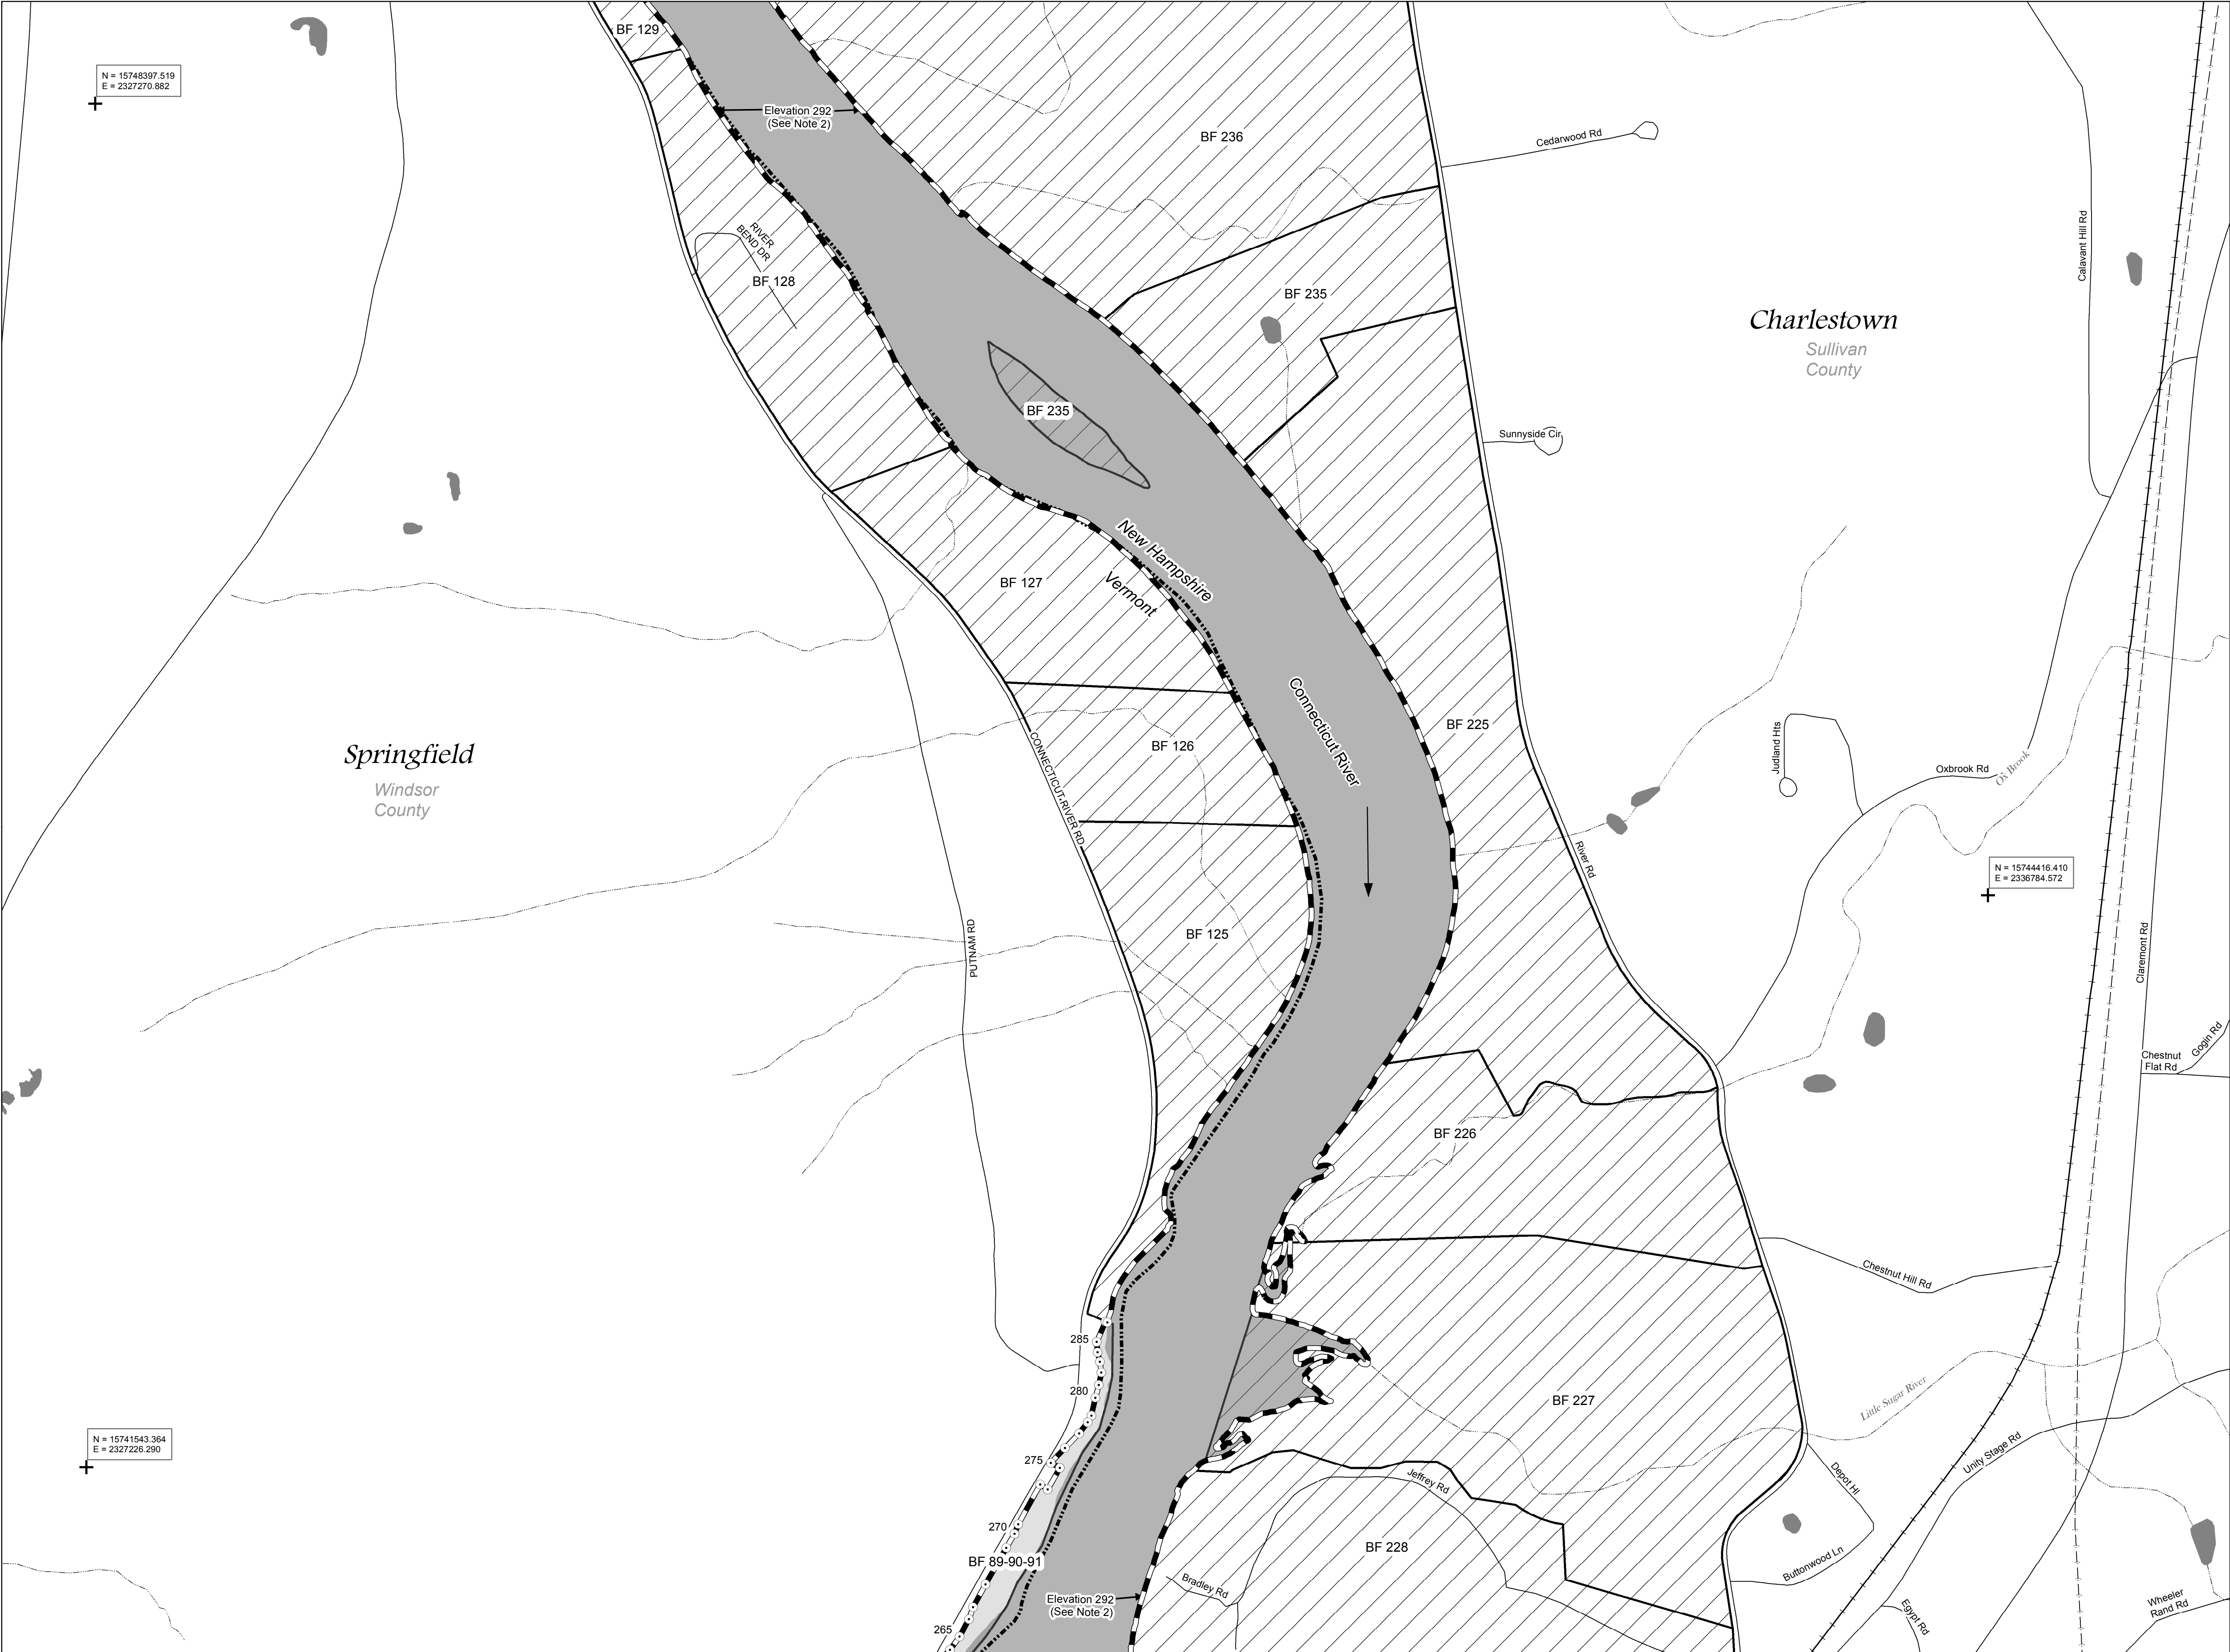 BF 129
N = 15748397.519
E = 2327270.882
Elevation 292
(See Note 2)
BF 236
Cedarwood Rd
RIVER
BEND DR
BF 128
Calavant Hill Rd
BF 235
Charlestown
Sullivan
County
BF 235
Sunnyside Cir
New Hampshire
Vermont
BF 127
Connecticut River
BF 225
BF 126
CONNECTICUT RIVER RD
Springfield
Windsor
County
Judland Hts
Oxbrook Rd
Ox Brook
River Rd
N = 15744416.410
E = 2336784.572
BF 125
PUTNAM RD
Claremont Rd
Gogin Rd
Chestnut
Flat Rd
BF 226
Chestnut Hill Rd
285
280
BF 227
Little Sugar River
N = 15741543.364
E = 2327226.290
275
Jeffrey Rd
Depot Hl
Unity Stage Rd
270
BF 228
BF 89-90-91
Buttonwood Ln
Bradley Rd
Elevation 292
(See Note 2)
Egypt Rd
Wheeler
Rand Rd
265